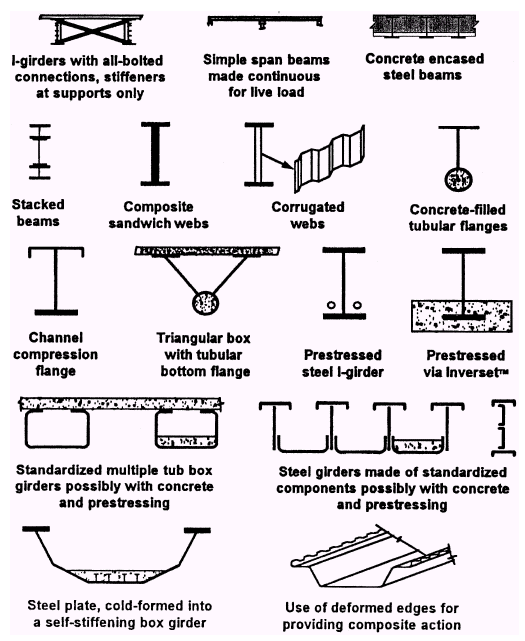 I-girders with all-bolted
connections, stiffeners
at supports only
Simple span beams
made continuous
for live load
Concrete encased
steel beams
Stacked
beams
Composite
sandwich webs
Corrugated
webs
Concrete-filled
tubular flanges
Channel
compression
flange
Triangular box
with tubular
bottom flange
Prestressed
steel I-girder
Prestressed
via Inverset™
Standardized multiple tub box
girders possibly with concrete
and prestressing
Steel girders made of standardized
components possibly with concrete
and prestressing
Steel plate, cold-formed into
a self-stiffening box girder
Use of deformed edges for
providing composite action